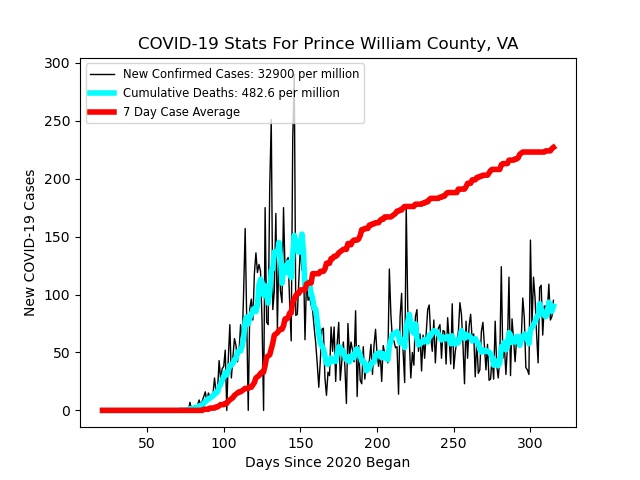 COVID-19 Stats For Prince William County, VA
New Confirmed Cases: 32900 per million
Cumulative Deaths: 482.6 per million
7 Day Case Average
300
250
200
150
100
50
0
New COVID-19 Cases
50 100 150 200 250 300
Days Since 2020 Began